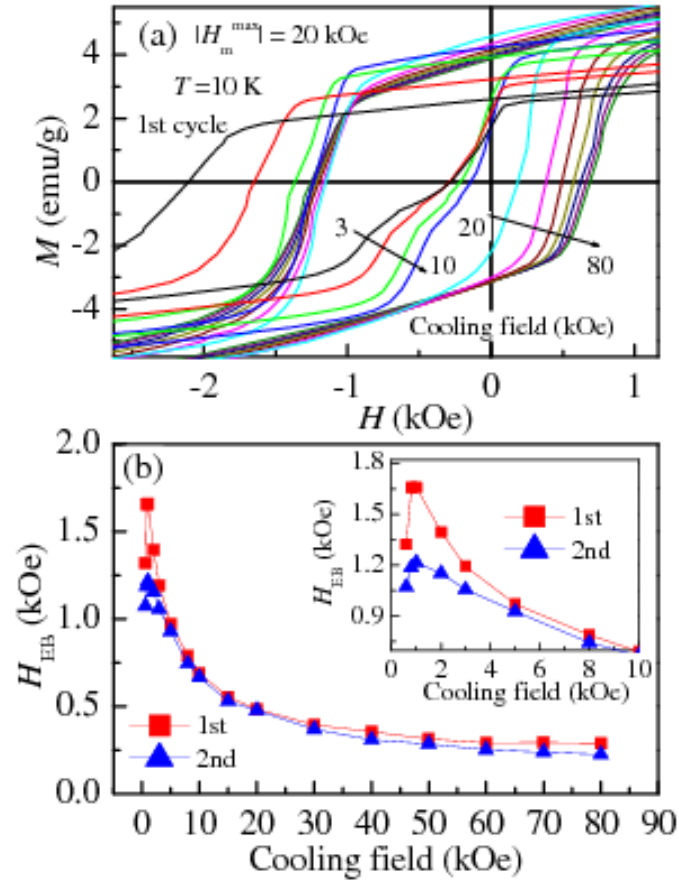 (a) |H_m^max| = 20 kOe
T =10 K
1st cycle
4
2
0
-2
-4
M (emu/g)
3
10
20
80
Cooling field (kOe)
-2 -1 0 1
H (kOe)
(b)
2.0
1.5
1.0
0.5
0.0
H_EB (kOe)
1st
2nd
0 10 20 30 40 50 60 70 80 90
Cooling field (kOe)
1.8
1.5
1.2
0.9
H_EB (kOe)
1st
2nd
0 2 4 6 8 10
Cooling field (kOe)